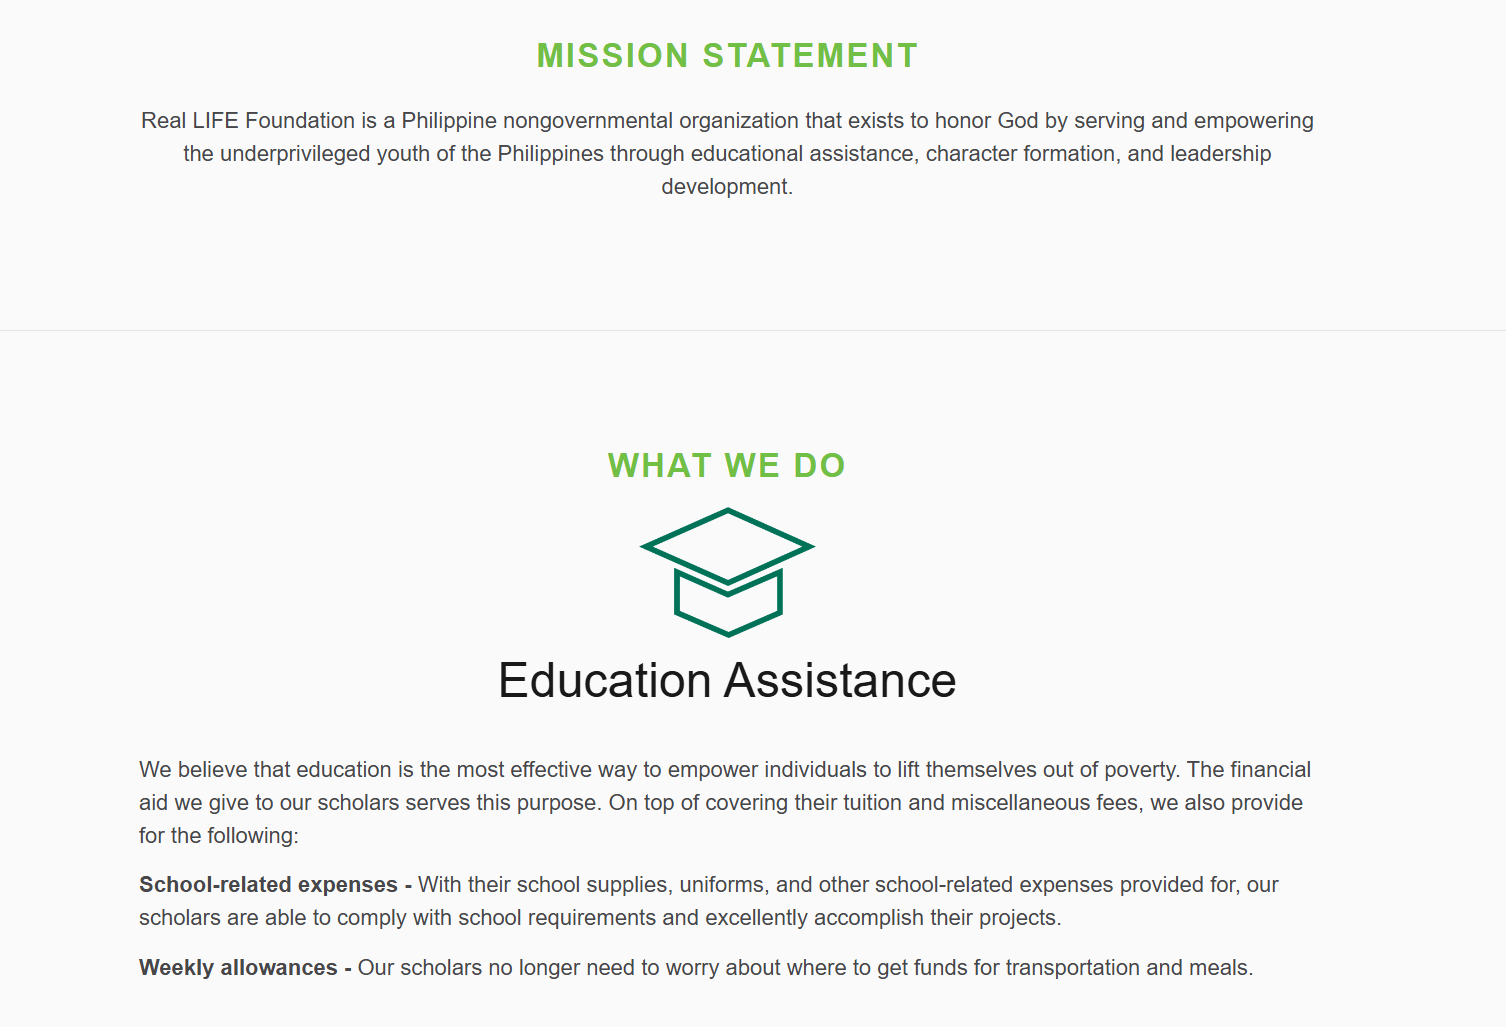 MISSION STATEMENT
Real LIFE Foundation is a Philippine nongovernmental organization that exists to honor God by serving and empowering
the underprivileged youth of the Philippines through educational assistance, character formation, and leadership
development.
WHAT WE DO
Education Assistance
We believe that education is the most effective way to empower individuals to lift themselves out of poverty. The financial
aid we give to our scholars serves this purpose. On top of covering their tuition and miscellaneous fees, we also provide
for the following:
School-related expenses - With their school supplies, uniforms, and other school-related expenses provided for, our
scholars are able to comply with school requirements and excellently accomplish their projects.
Weekly allowances - Our scholars no longer need to worry about where to get funds for transportation and meals.